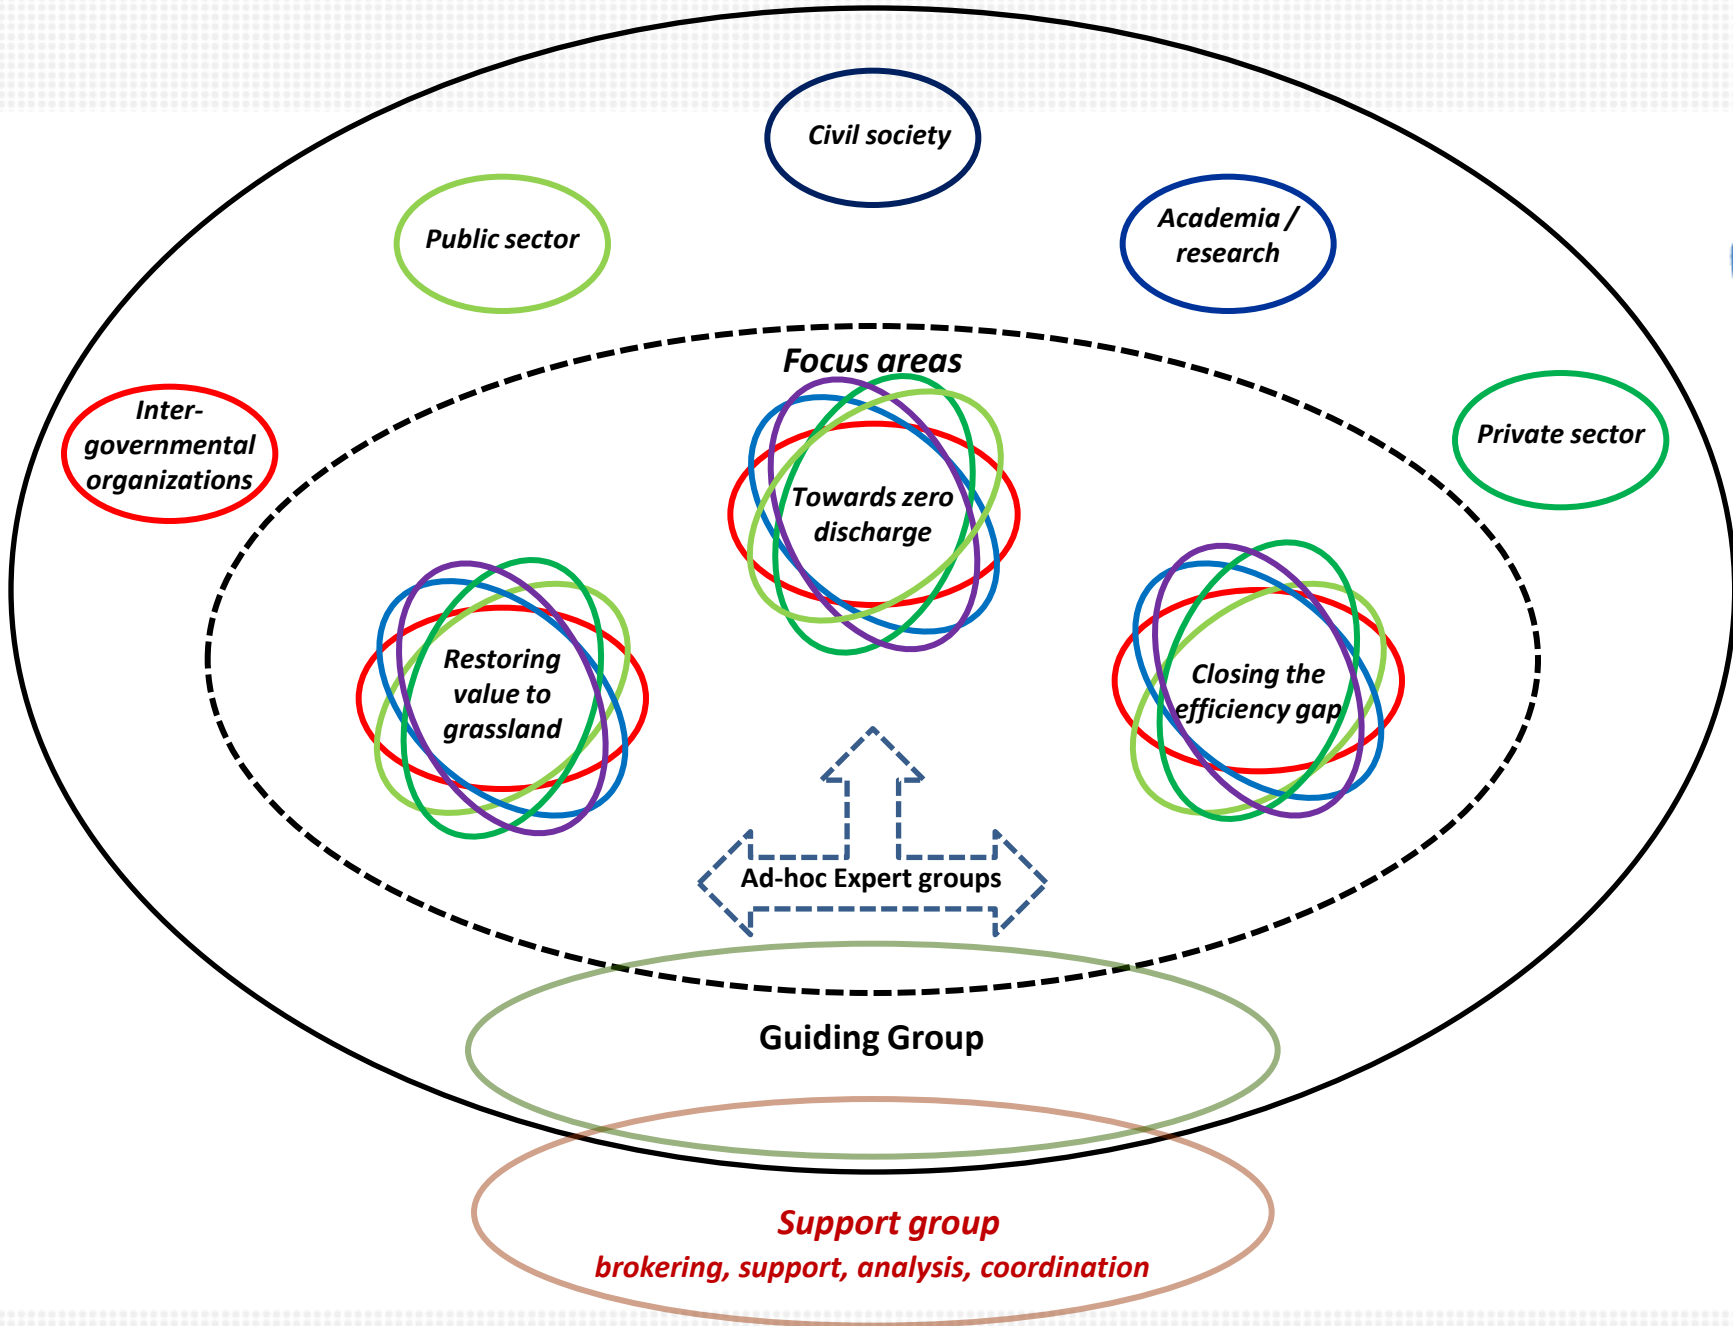 Civil society
Public sector
Academia /
research
Focus areas
Inter-
governmental
organizations
Private sector
Towards zero
discharge
Restoring
value to
grassland
Closing the
efficiency gap
Ad-hoc Expert groups
Guiding Group
Support group
brokering, support, analysis, coordination